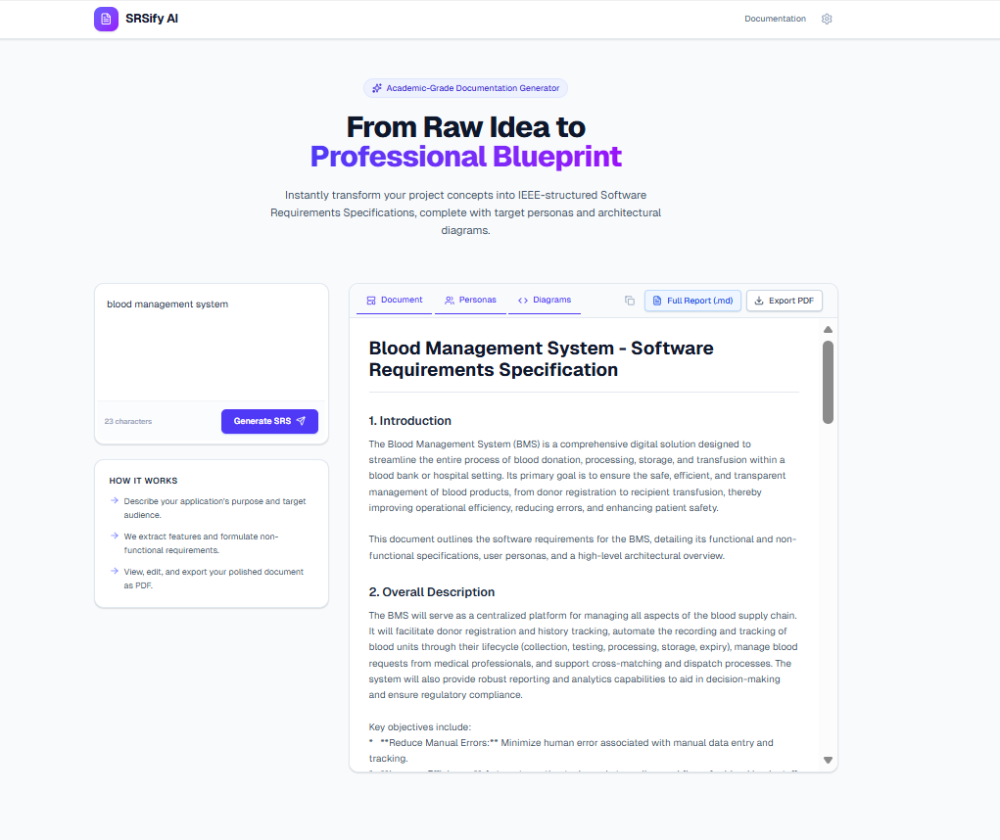 SRSify AI
Documentation
Academic-Grade Documentation Generator
From Raw Idea to
Professional Blueprint
Instantly transform your project concepts into IEEE-structured Software
Requirements Specifications, complete with target personas and architectural
diagrams.
blood management system
23 characters
Generate SRS
HOW IT WORKS
Describe your application's purpose and target
audience.
We extract features and formulate non-
functional requirements.
View, edit, and export your polished document
as PDF.
Document
Personas
Diagrams
Full Report (.md)
Export PDF
Blood Management System - Software
Requirements Specification
1. Introduction
The Blood Management System (BMS) is a comprehensive digital solution designed to
streamline the entire process of blood donation, processing, storage, and transfusion within a
blood bank or hospital setting. Its primary goal is to ensure the safe, efficient, and transparent
management of blood products, from donor registration to recipient transfusion, thereby
improving operational efficiency, reducing errors, and enhancing patient safety.
This document outlines the software requirements for the BMS, detailing its functional and non-
functional specifications, user personas, and a high-level architectural overview.
2. Overall Description
The BMS will serve as a centralized platform for managing all aspects of the blood supply chain.
It will facilitate donor registration and history tracking, automate the recording and tracking of
blood units through their lifecycle (collection, testing, processing, storage, expiry), manage blood
requests from medical professionals, and support cross-matching and dispatch processes. The
system will also provide robust reporting and analytics capabilities to aid in decision-making
and ensure regulatory compliance.
Key objectives include:
* **Reduce Manual Errors:** Minimize human error associated with manual data entry and
tracking.